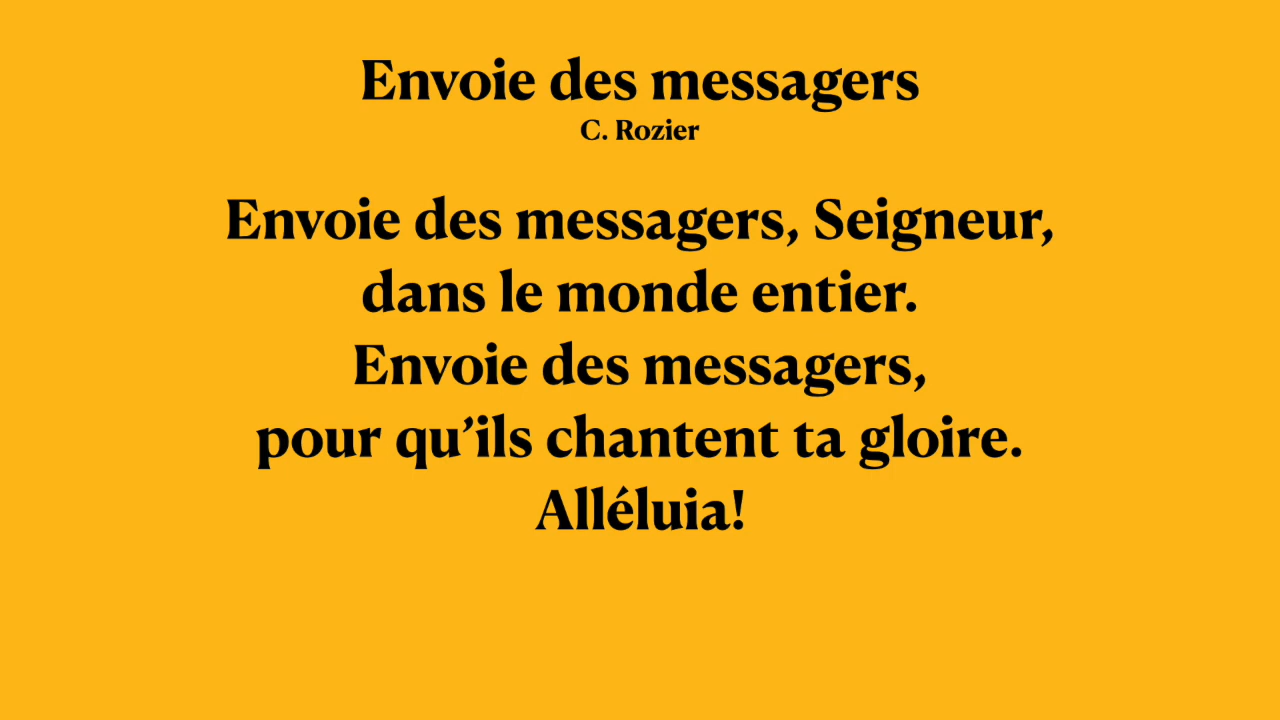 Envoie des messagers
C. Rozier
Envoie des messagers, Seigneur,
dans le monde entier.
Envoie des messagers,
pour qu’ils chantent ta gloire.
Alléluia!